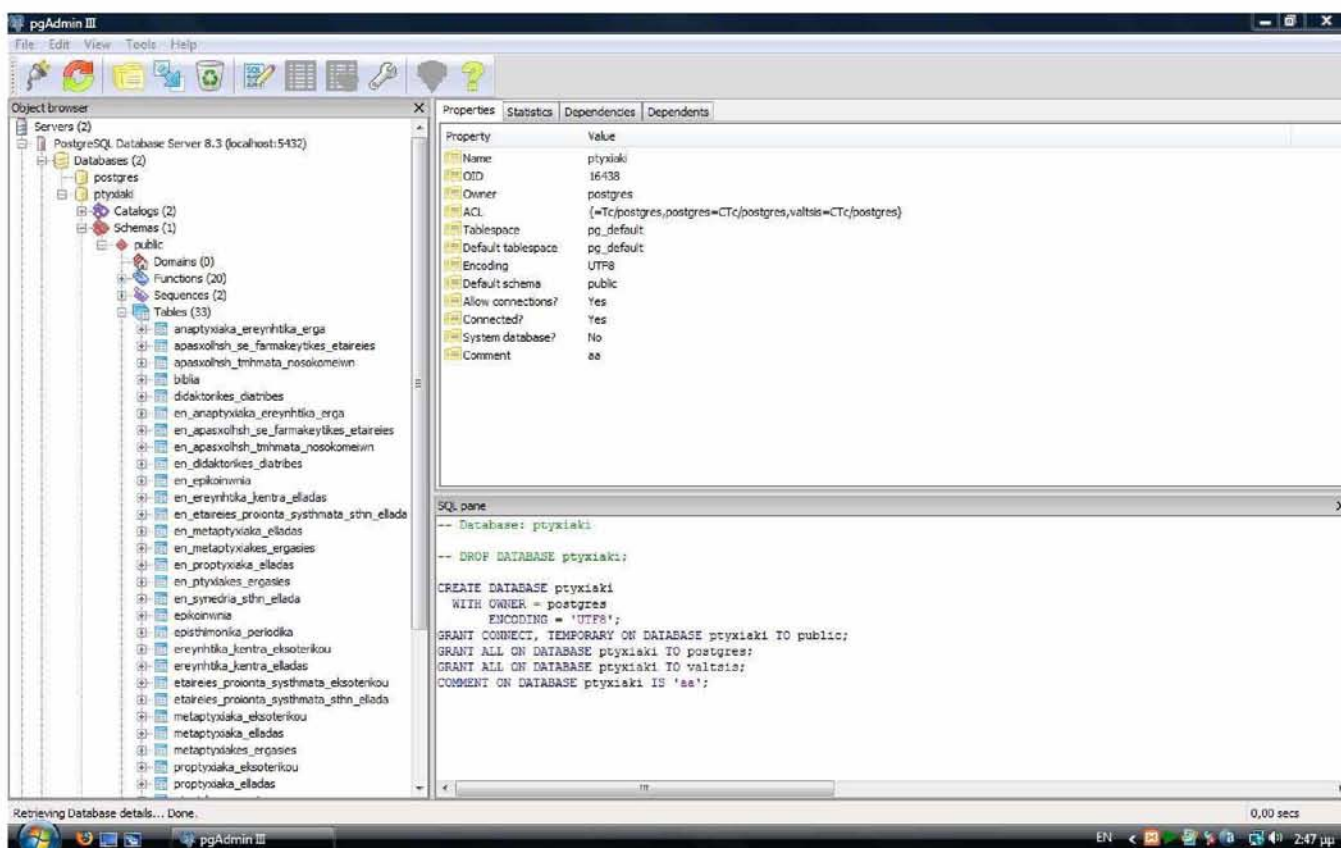 pgAdmin III
File Edit View Tools Help
Object browser
Servers (2)
PostgreSQL Database Server 8.3 (localhost:5432)
Databases (2)
postgres
ptyxiaki
Catalogs (2)
Schemas (1)
public
Domains (0)
Functions (20)
Sequences (2)
Tables (33)
anaptyxiaka_ereynhtika_erga
apasxolhsh_se_farmakeytikes_etaireies
apasxolhsh_tmhmata_nosokomeiwn
biblia
didaktorikes_diatribes
en_anaptyxiaka_ereynhtika_erga
en_apasxolhsh_se_farmakeytikes_etaireies
en_apasxolhsh_tmhmata_nosokomeiwn
en_didaktorikes_diatribes
en_epikoinwnia
en_ereynhtika_kentra_elladas
en_etaireies_proionta_systhmata_sthn_ellada
en_metaptyxiaka_elladas
en_metaptyxiakes_ergasies
en_proptyxiaka_elladas
en_ptyxiakes_ergasies
en_synedria_sthn_ellada
epikoinwnia
episthimonika_periodika
ereynhtika_kentra_eksoterikou
ereynhtika_kentra_elladas
etaireies_proionta_systhmata_eksoterikou
etaireies_proionta_systhmata_sthn_ellada
metaptyxiaka_eksoterikou
metaptyxiaka_elladas
metaptyxiakes_ergasies
proptyxiaka_eksoterikou
proptyxiaka_elladas
Properties Statistics Dependencies Dependents
Property Value
Name ptyxiaki
OID 16438
Owner postgres
ACL {=Tc/postgres,postgres=CTc/postgres,valtsis=CTc/postgres}
Tablespace pg_default
Default tablespace pg_default
Encoding UTF8
Default schema public
Allow connections? Yes
Connected? Yes
System database? No
Comment aa
SQL pane
-- Database: ptyxiaki
-- DROP DATABASE ptyxiaki;
CREATE DATABASE ptyxiaki
WITH OWNER = postgres
ENCODING = 'UTF8';
GRANT CONNECT, TEMPORARY ON DATABASE ptyxiaki TO public;
GRANT ALL ON DATABASE ptyxiaki TO postgres;
GRANT ALL ON DATABASE ptyxiaki TO valtsis;
COMMENT ON DATABASE ptyxiaki IS 'aa';
Retrieving Database details... Done.
0,00 secs
pgAdmin III
EN
2:47 μμ